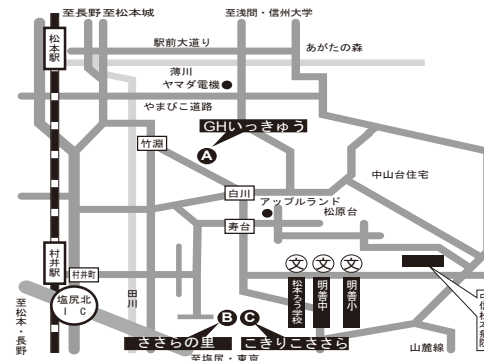 至長野
至松本城
至浅間・信州大学
松本駅
駅前大道り
あがたの森
薄川
ヤマダ電機
やまびこ道路
GHいっきゅう
竹淵
A
中山台住宅
白川
アップルランド
松原台
寿台
村井駅
村井町
文
文
文
塩尻北
IC
田川
松本ろう学校
明善中
明善小
至松本・長野
B
C
ささらの里
こきりこささら
至塩尻・東京
山麓線